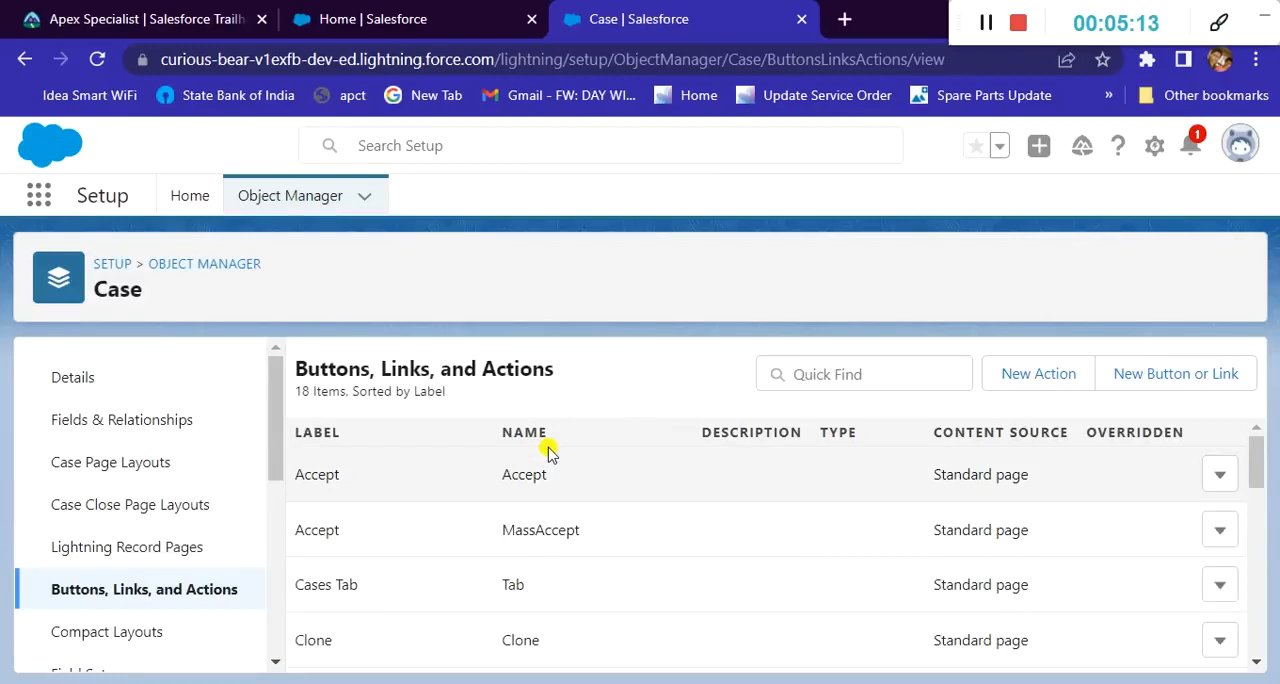 Apex Specialist | Salesforce Trailh
Home | Salesforce
Case | Salesforce
00:05:13
curious-bear-v1exfb-dev-ed.lightning.force.com/lightning/setup/ObjectManager/Case/ButtonsLinksActions/view
Idea Smart WiFi
State Bank of India
apct
New Tab
Gmail - FW: DAY WI...
Home
Update Service Order
Spare Parts Update
»
Other bookmarks
Search Setup
1
Setup
Home
Object Manager
SETUP > OBJECT MANAGER
Case
Details
Fields & Relationships
Case Page Layouts
Case Close Page Layouts
Lightning Record Pages
Buttons, Links, and Actions
Compact Layouts
Buttons, Links, and Actions
18 Items, Sorted by Label
Quick Find
New Action
New Button or Link
LABEL NAME DESCRIPTION TYPE CONTENT SOURCE OVERRIDDEN
Accept Accept Standard page
Accept MassAccept Standard page
Cases Tab Tab Standard page
Clone Clone Standard page